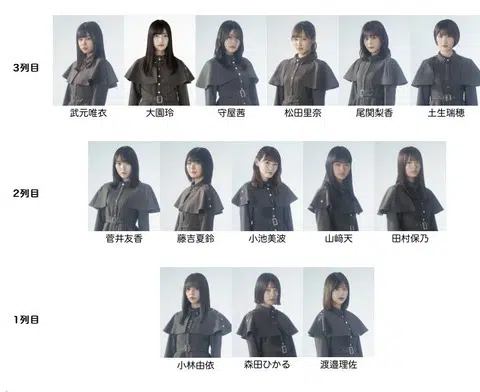 3列目
武元唯衣 大園玲 守屋茜 松田里奈 尾関梨香 土生瑞穂
2列目
菅井友香 藤吉夏鈴 小池美波 山﨑天 田村保乃
1列目
小林由依 森田ひかる 渡邉理佐